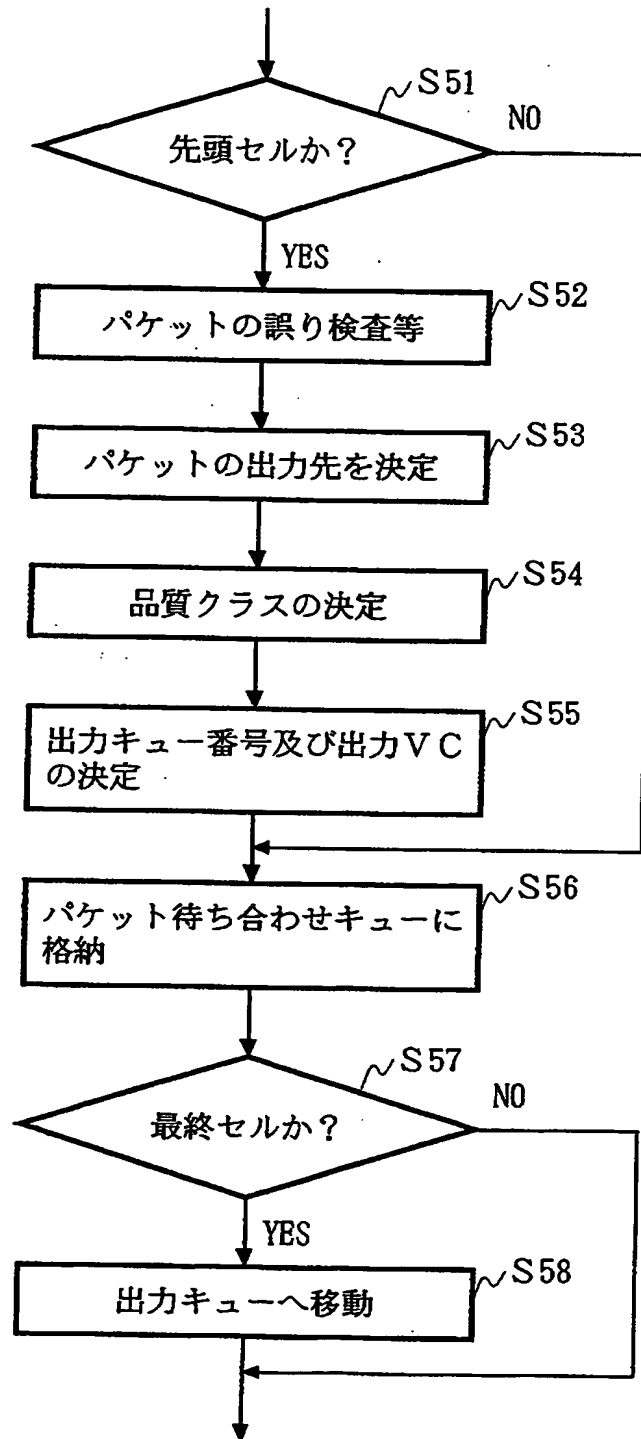 S51
先頭セルか?
NO
YES
S52
パケットの誤り検査等
S53
パケットの出力先を決定
S54
品質クラスの決定
S55
出力キュー番号及び出力VC
の決定
S56
パケット待ち合わせキューに
格納
S57
最終セルか?
NO
YES
S58
出力キューへ移動